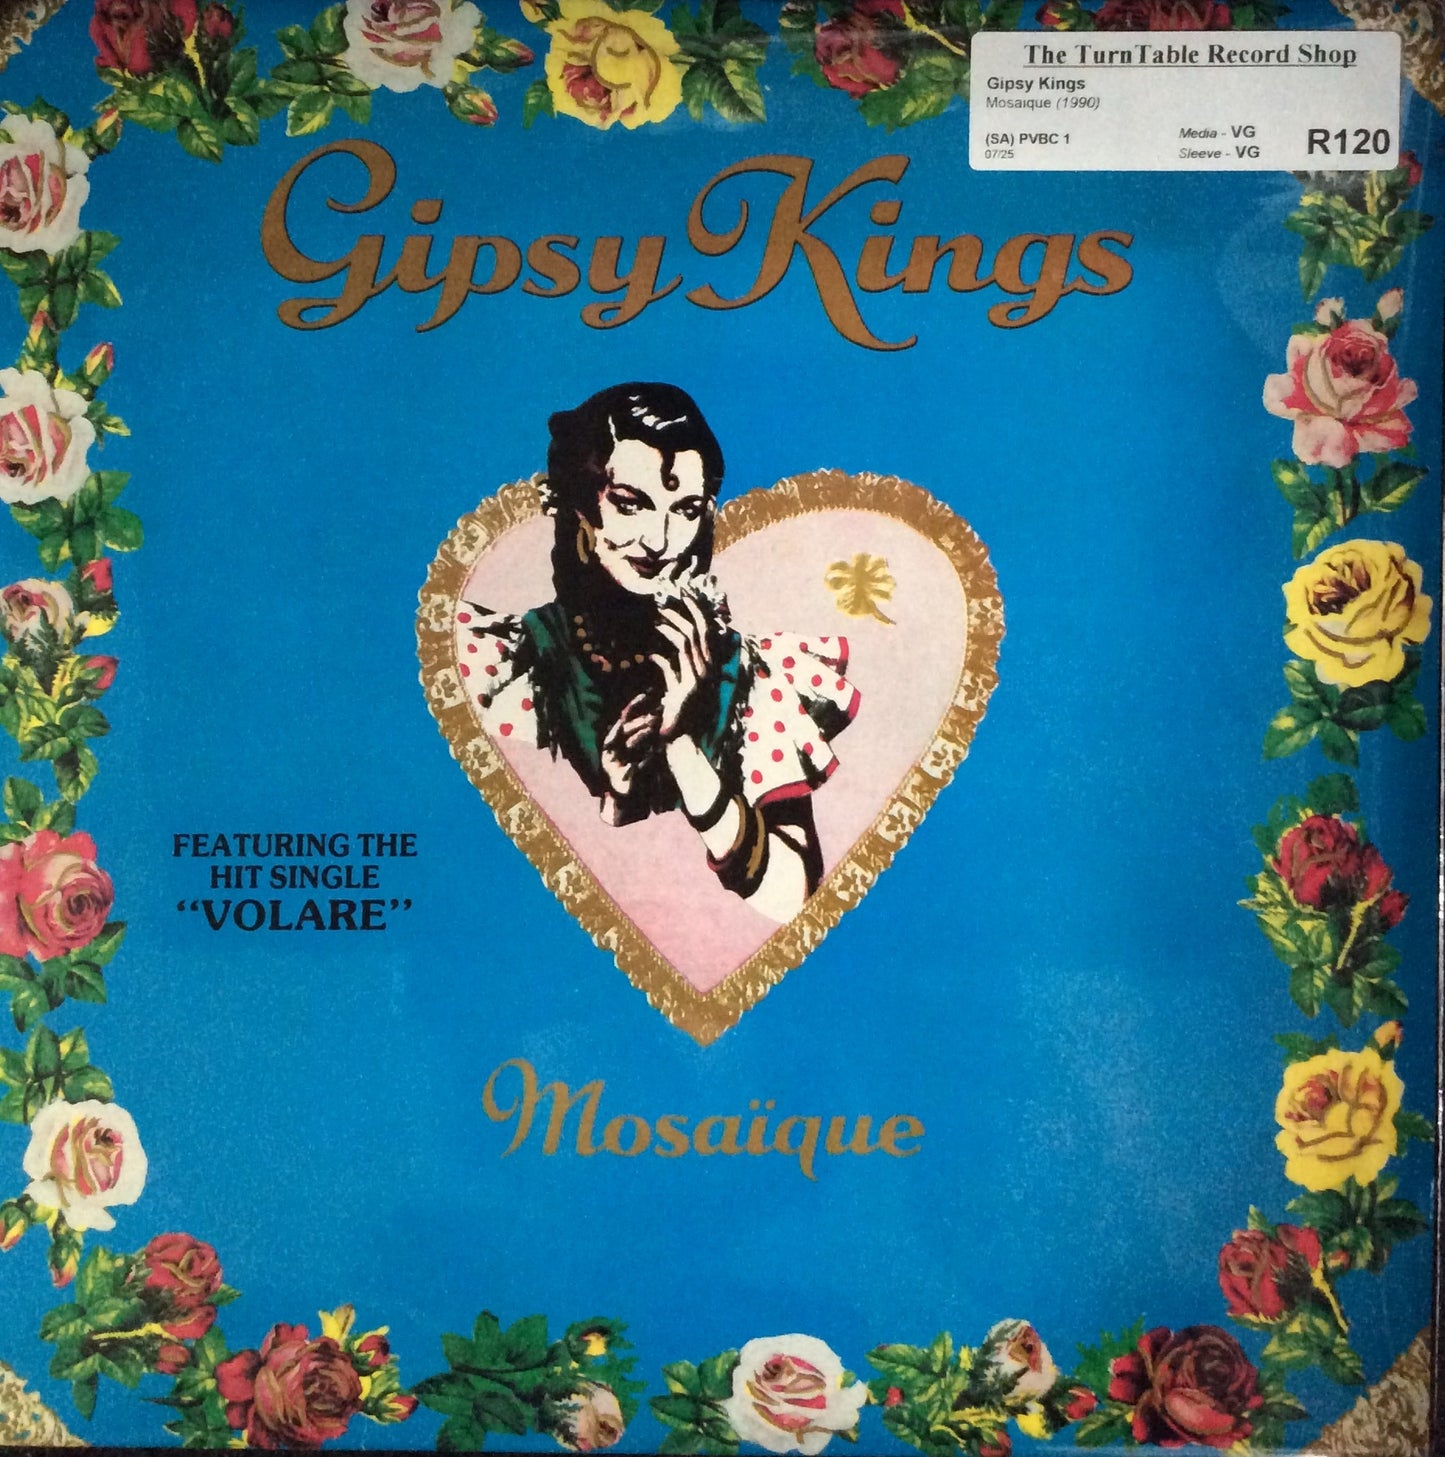 The TurnTable Record Shop
Gipsy Kings
Mosaique (1990)
(SA) PVBC 1
07/25
Media - VG
Sleeve - VG
R120
Gipsy Kings
FEATURING THE
HIT SINGLE
“VOLARE”
Mosaïque